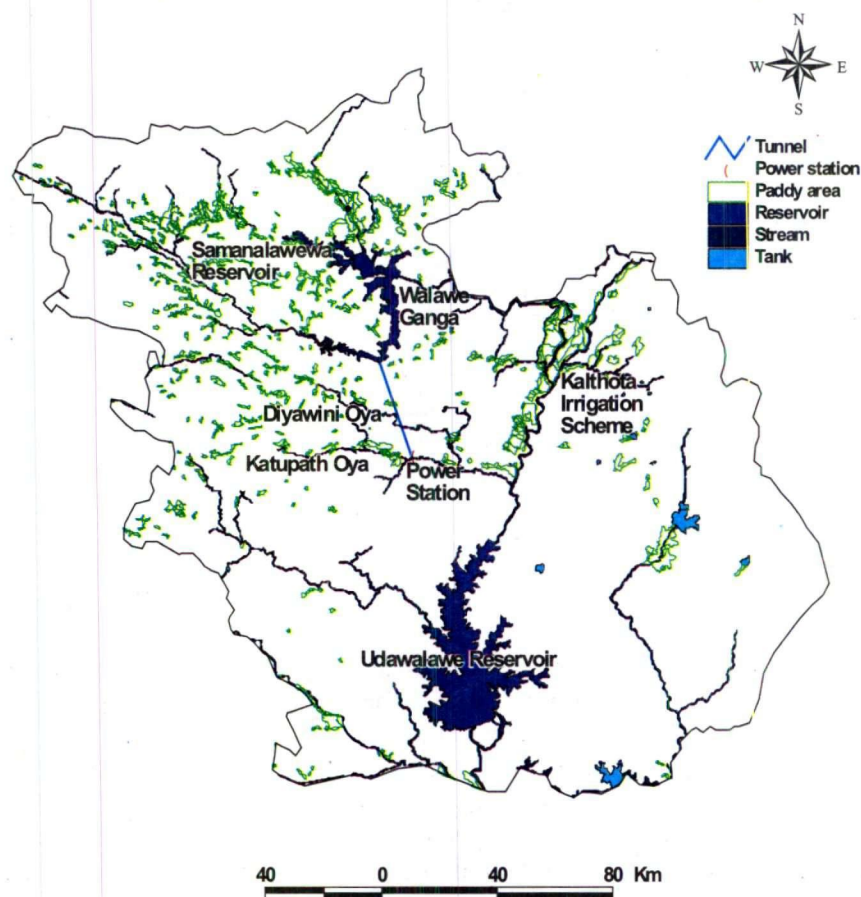 N
W E
S
Tunnel
Power station
Paddy area
Reservoir
Stream
Tank
Samanalawewa
Reservoir
Walawe
Ganga
Kalthota
Irrigation
Scheme
Diyawini Oya
Katupath Oya
Power
Station
Udawalawe Reservoir
40 0 40 80 Km